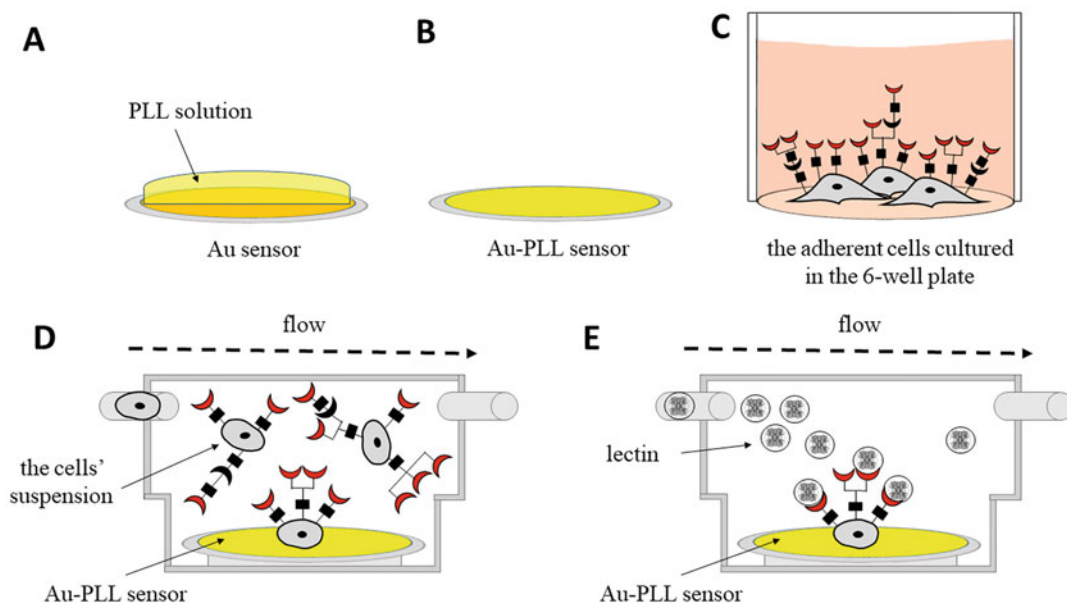 A
PLL solution
Au sensor
B
Au-PLL sensor
C
the adherent cells cultured
in the 6-well plate
D
flow
the cells’
suspension
Au-PLL sensor
E
flow
lectin
Au-PLL sensor